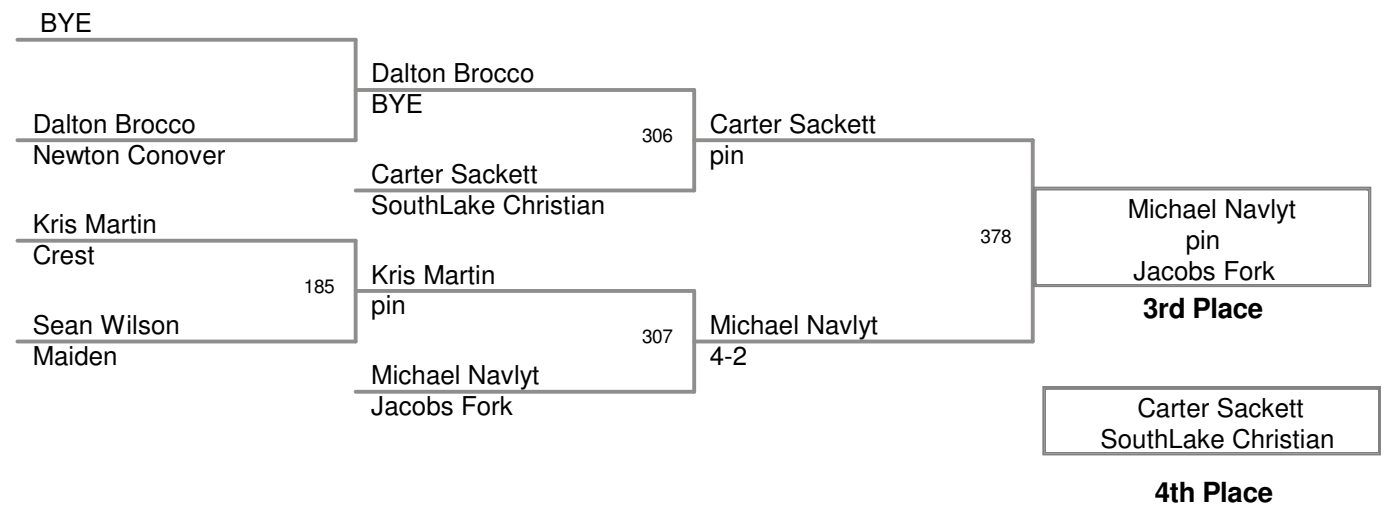 BYE
Dalton Brocco
BYE
Dalton Brocco
Newton Conover
306
Carter Sackett
pin
Carter Sackett
SouthLake Christian
Kris Martin
Crest
185
Kris Martin
pin
Sean Wilson
Maiden
307
Michael Navlyt
4-2
Michael Navlyt
Jacobs Fork
378
Michael Navlyt
pin
Jacobs Fork
3rd Place
Carter Sackett
SouthLake Christian
4th Place